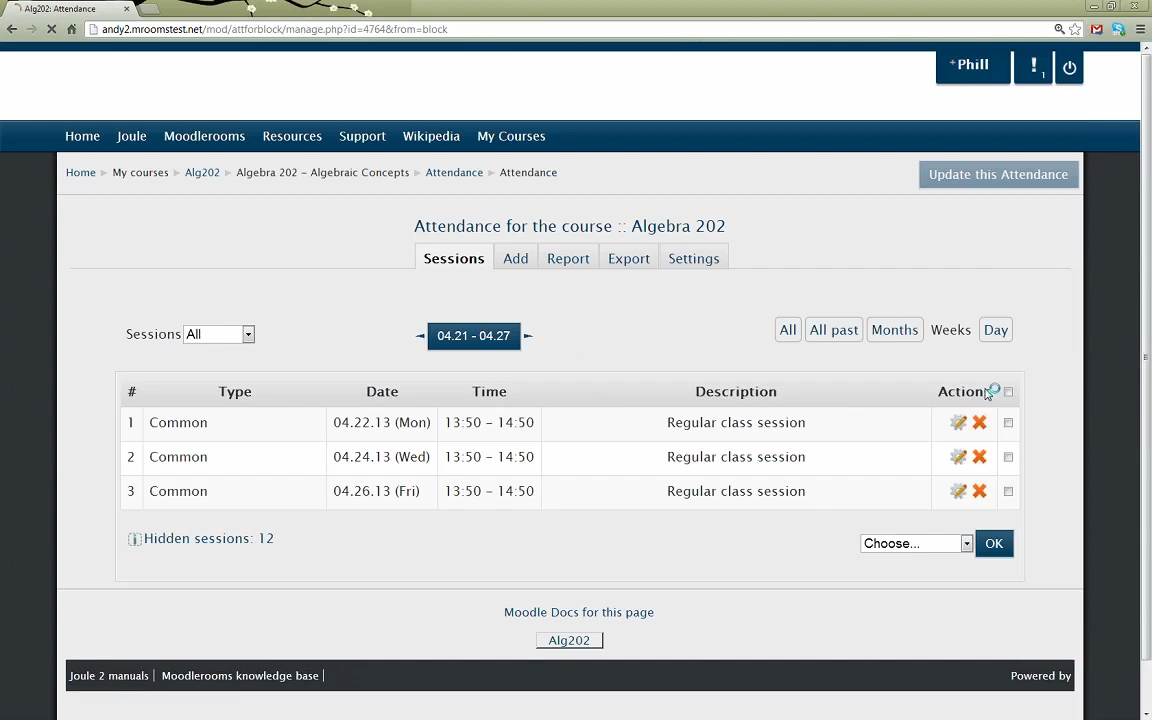 Alg202: Attendance
andy2.mroomstest.net/mod/attforblock/manage.php?id=4764&from=block
*Phill
! 1
Home Joule Moodlerooms Resources Support Wikipedia My Courses
Home My courses Alg202 Algebra 202 - Algebraic Concepts Attendance Attendance
Update this Attendance
Attendance for the course :: Algebra 202
Sessions Add Report Export Settings
Sessions All 04.21 - 04.27 All All past Months Weeks Day
# Type Date Time Description Action
1 Common 04.22.13 (Mon) 13:50 - 14:50 Regular class session
2 Common 04.24.13 (Wed) 13:50 - 14:50 Regular class session
3 Common 04.26.13 (Fri) 13:50 - 14:50 Regular class session
Hidden sessions: 12
Choose... OK
Moodle Docs for this page
Alg202
Joule 2 manuals | Moodlerooms knowledge base | Powered by